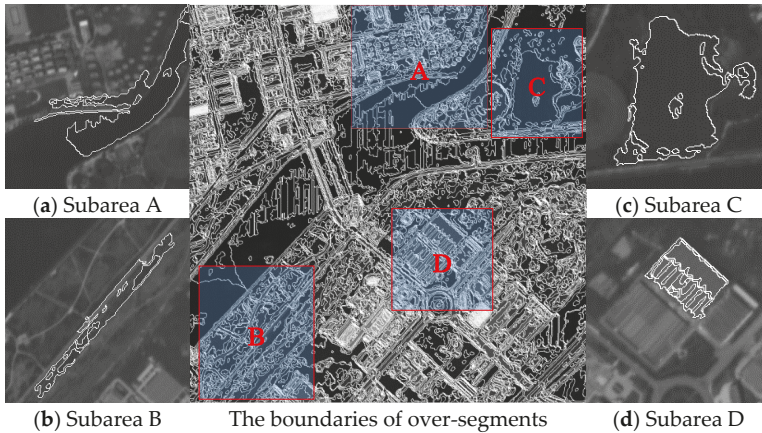 A
C
D
B
(a) Subarea A
(c) Subarea C
(b) Subarea B
The boundaries of over-segments
(d) Subarea D